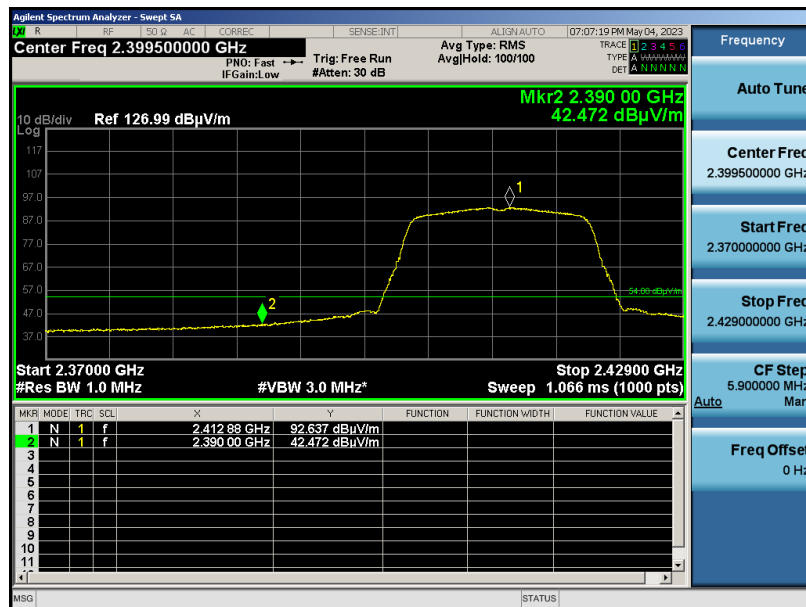 Agilent Spectrum Analyzer - Swept SA
LXI R RF 50 Ω AC CORREC SENSE:INT ALIGN AUTO 07:07:19 PM May 04, 2023
Center Freq 2.399500000 GHz
PNO: Fast
IFGain:Low
Trig: Free Run
#Atten: 30 dB
Avg Type: RMS
Avg|Hold: 100/100
TRACE 1 2 3 4 5 6
TYPE A WWWWW
DET A N N N N N
Mkr2 2.390 00 GHz
42.472 dBµV/m
10 dB/div Ref 126.99 dBµV/m
Log
117
107
97.0
87.0
77.0
67.0
57.0
47.0
37.0
1
2
54.00 dBµV/m
Start 2.37000 GHz Stop 2.42900 GHz
#Res BW 1.0 MHz #VBW 3.0 MHz* Sweep 1.066 ms (1000 pts)
MKR MODE TRC SCL X Y FUNCTION FUNCTION WIDTH FUNCTION VALUE
1 N 1 f 2.412 88 GHz 92.637 dBµV/m
2 N 1 f 2.390 00 GHz 42.472 dBµV/m
3
4
5
6
7
8
9
10
11
MSG STATUS
Frequency
Auto Tune
Center Freq
2.399500000 GHz
Start Freq
2.370000000 GHz
Stop Freq
2.429000000 GHz
CF Step
5.900000 MHz
Auto Man
Freq Offset
0 Hz